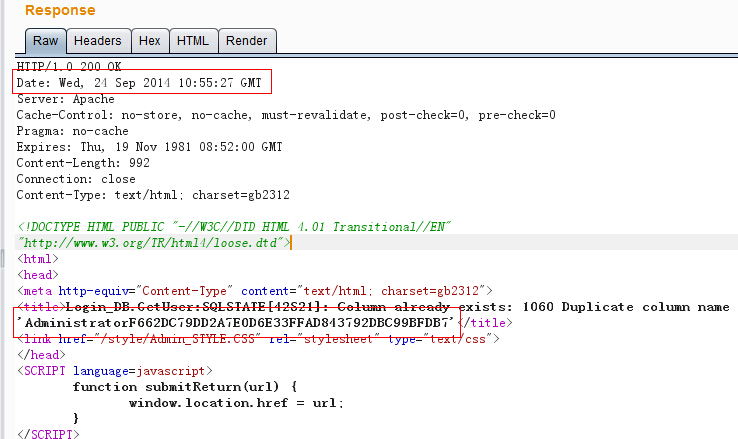 Response
Raw Headers Hex HTML Render
HTTP/1.0 200 OK
Date: Wed, 24 Sep 2014 10:55:27 GMT
Server: Apache
Cache-Control: no-store, no-cache, must-revalidate, post-check=0, pre-check=0
Pragma: no-cache
Expires: Thu, 19 Nov 1981 08:52:00 GMT
Content-Length: 992
Connection: close
Content-Type: text/html; charset=gb2312
<!DOCTYPE HTML PUBLIC "-//W3C//DTD HTML 4.01 Transitional//EN"
"http://www.w3.org/TR/html4/loose.dtd">
<html>
<head>
<meta http-equiv="Content-Type" content="text/html; charset=gb2312">
<title>Login_DB.GetUser:SQLSTATE[42S21]: Column already exists: 1060 Duplicate column name
'AdministratorF662DC79DD2A7E0D6E33FFAD843792DBC99BFDB7'</title>
<link href="/style/Admin_STYLE.CSS" rel="stylesheet" type="text/css">
</head>
<SCRIPT language=javascript>
function submitReturn(url) {
window.location.href = url;
}
</SCRIPT>